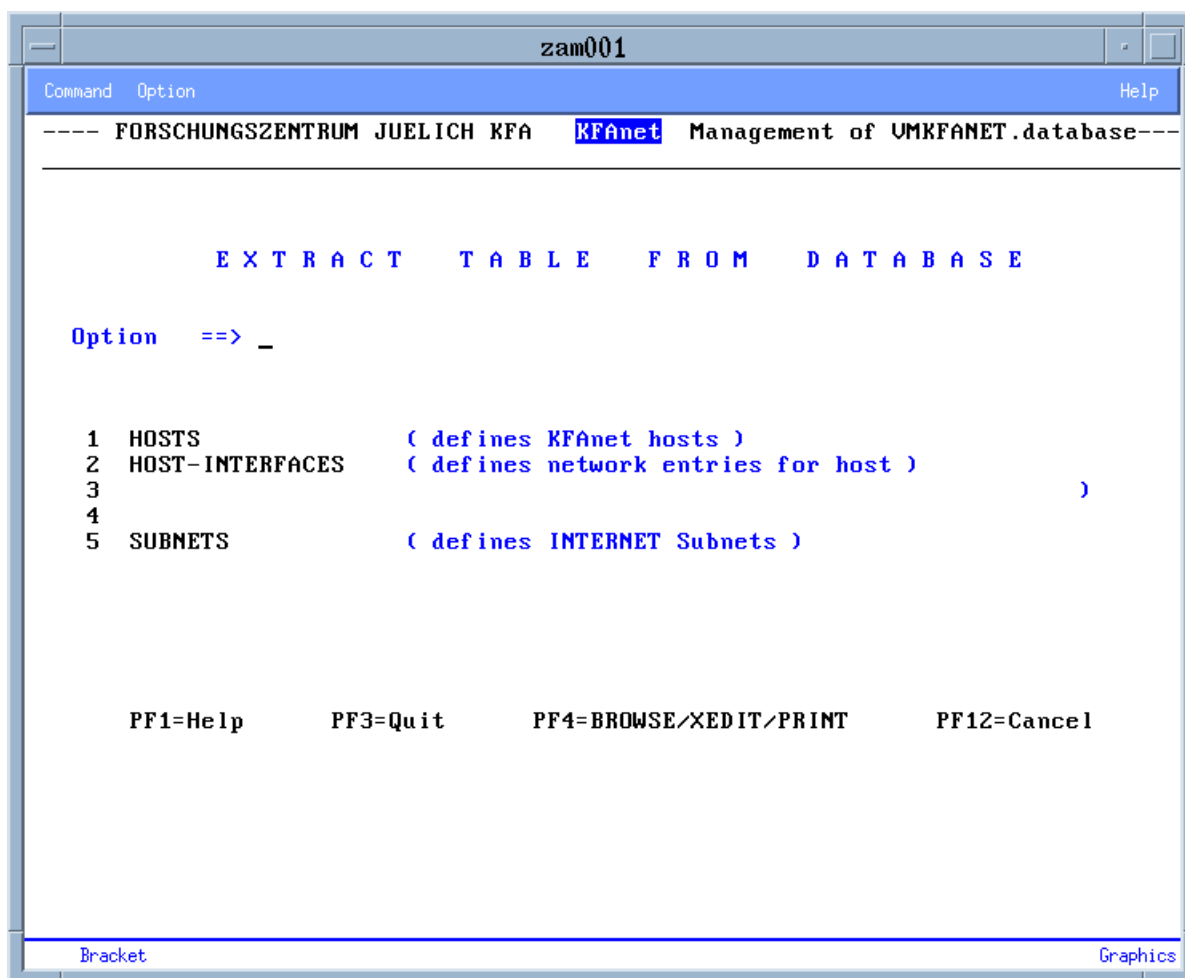 zam001
Command Option Help
---- FORSCHUNGSZENTRUM JUELICH KFA KFAnet Management of VMKFANET.database---
E X T R A C T T A B L E F R O M D A T A B A S E
Option ==> _
1 HOSTS ( defines KFAnet hosts )
2 HOST-INTERFACES ( defines network entries for host )
3 )
4
5 SUBNETS ( defines INTERNET Subnets )
PF1=Help PF3=Quit PF4=BROWSE/XEDIT/PRINT PF12=Cancel
Bracket Graphics